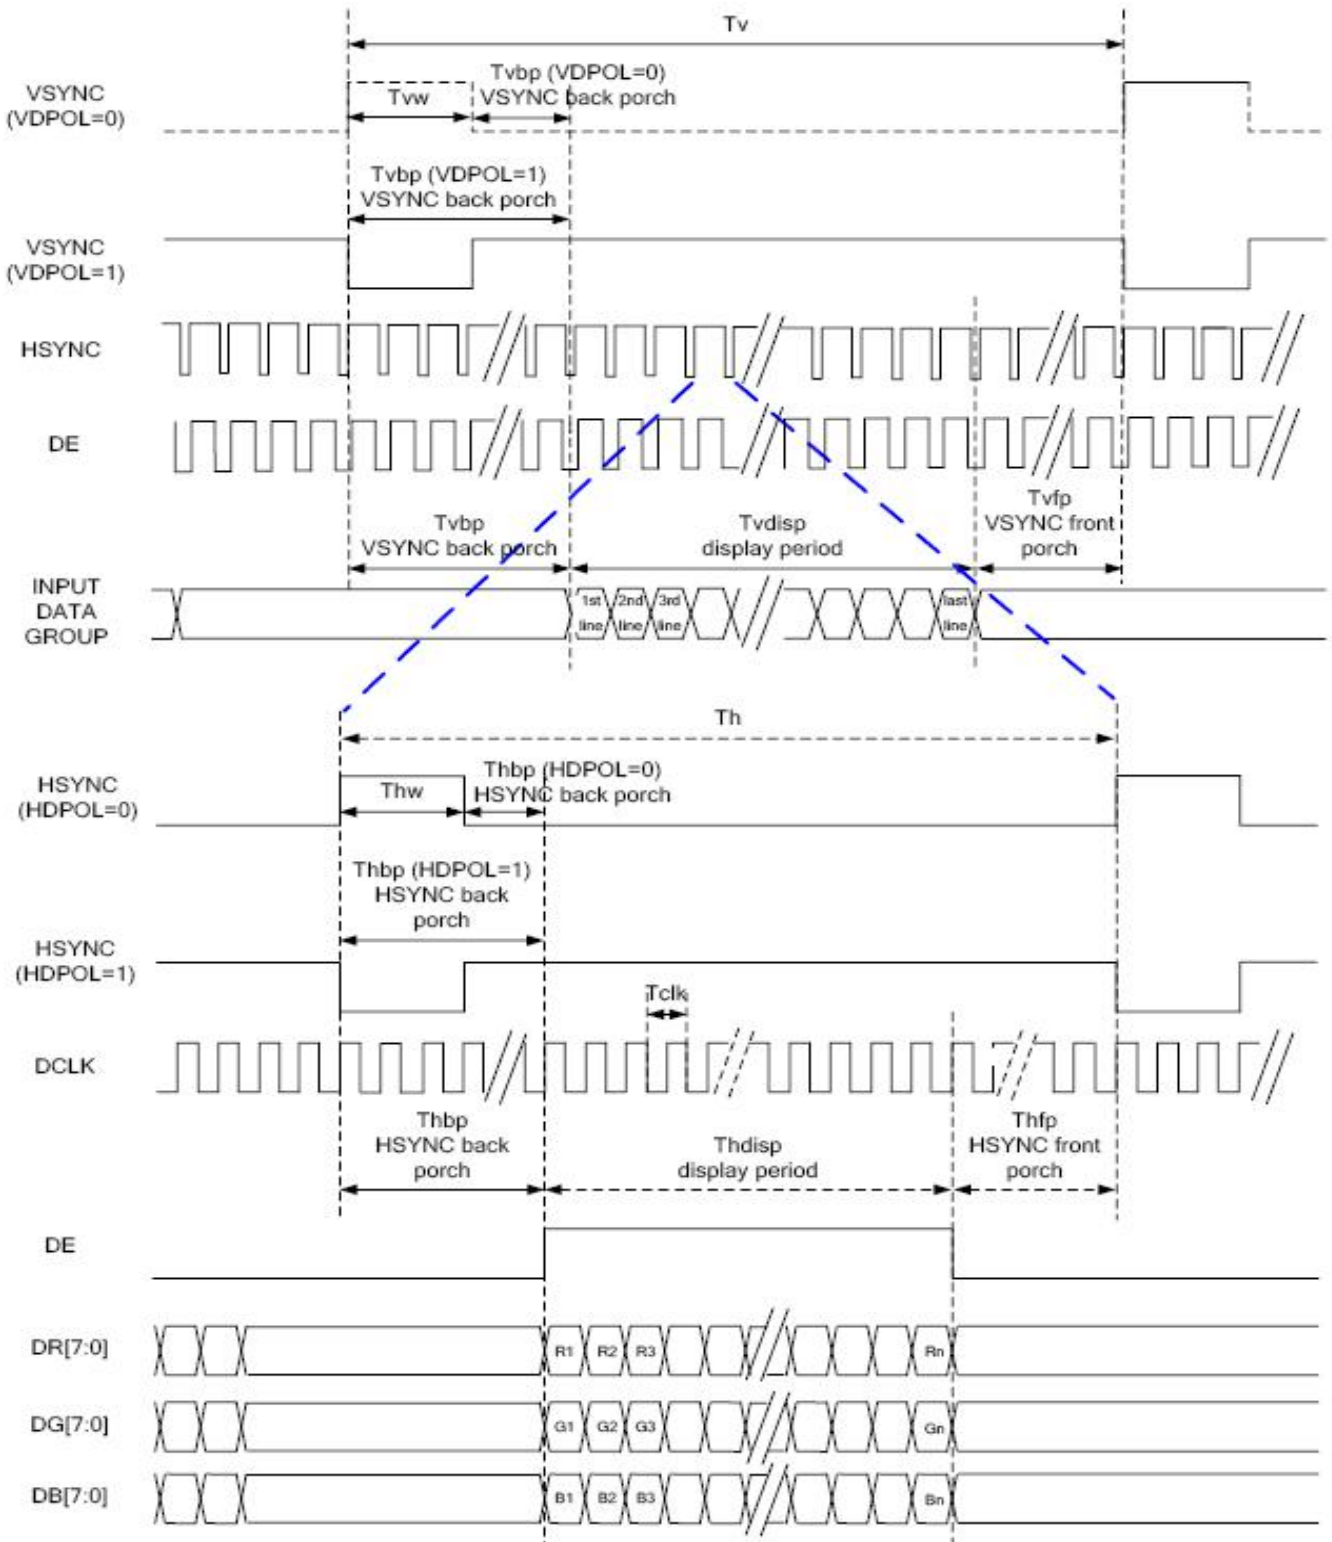 Tv
VSYNC
(VDPOL=0)
Tvw
Tvbp (VDPOL=0)
VSYNC back porch
Tvbp (VDPOL=1)
VSYNC back porch
VSYNC
(VDPOL=1)
HSYNC
DE
Tvbp
VSYNC back porch
Tvdisp
display period
Tvfp
VSYNC front
porch
INPUT
DATA
GROUP
1st
line
2nd
line
3rd
line
last
line
Th
HSYNC
(HDPOL=0)
Thw
Thbp (HDPOL=0)
HSYNC back porch
Thbp (HDPOL=1)
HSYNC back
porch
HSYNC
(HDPOL=1)
Tclk
DCLK
Thbp
HSYNC back
porch
Thdisp
display period
Thfp
HSYNC front
porch
DE
DR[7:0]
R1 R2 R3 Rn
DG[7:0]
G1 G2 G3 Gn
DB[7:0]
B1 B2 B3 Bn